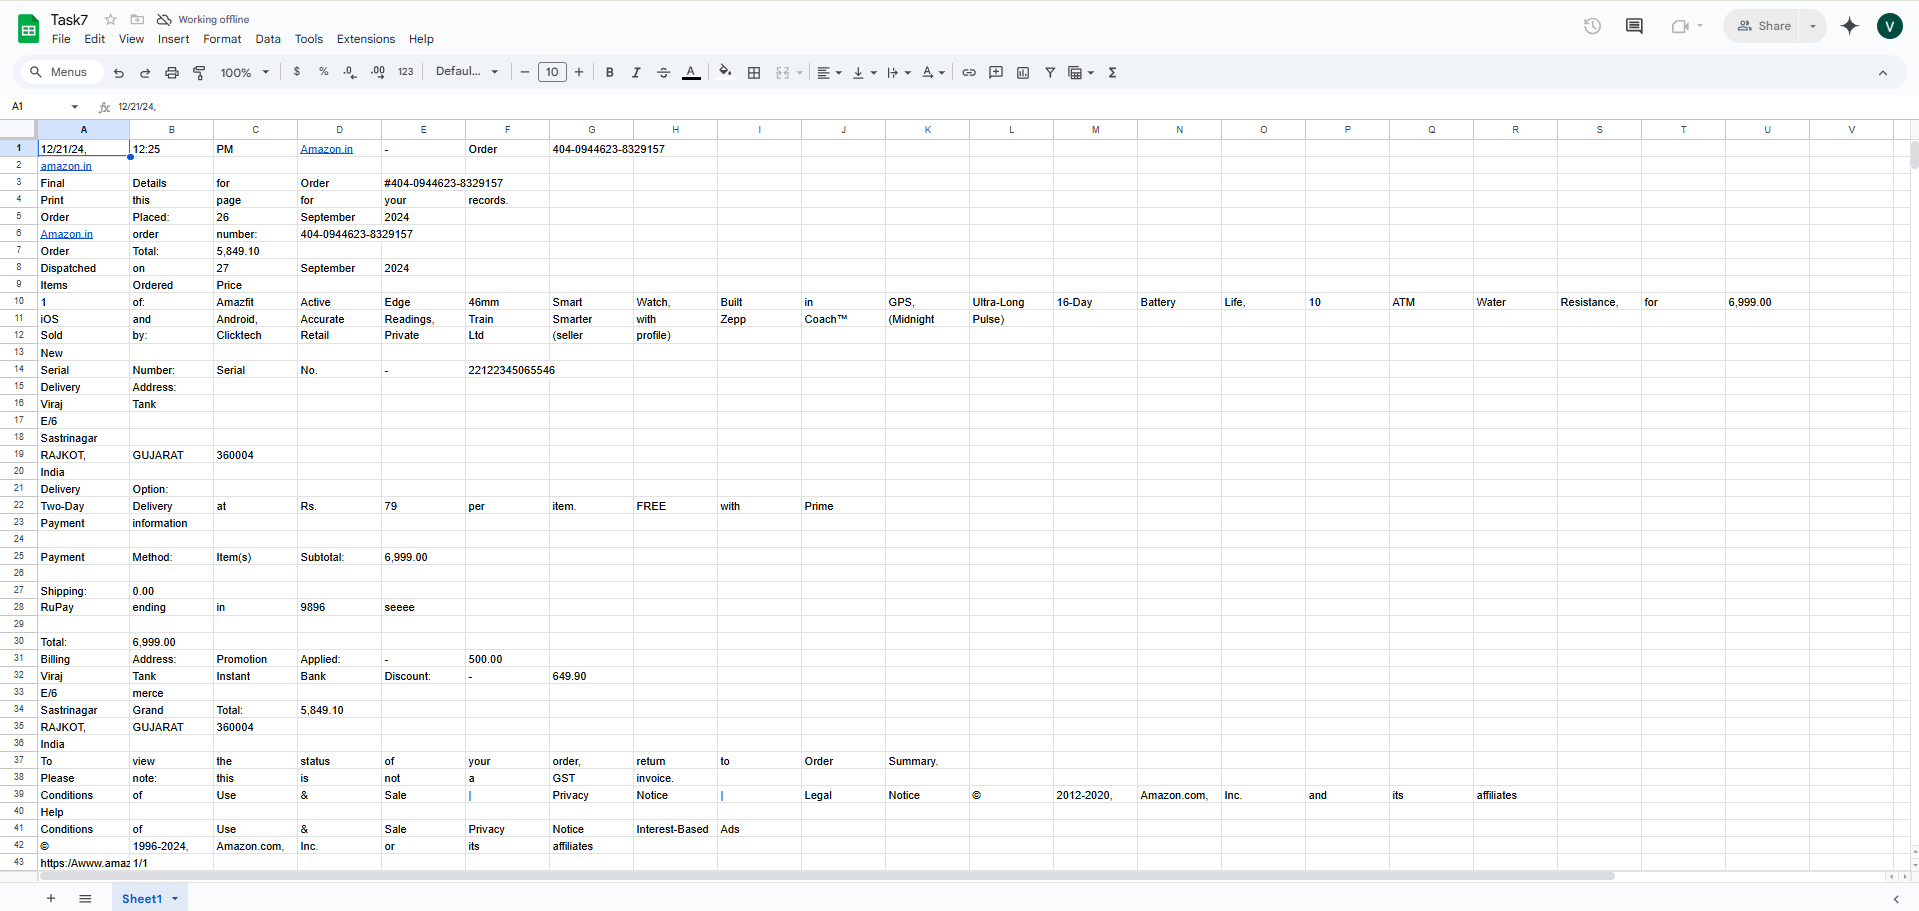 Task7 Working offline
File Edit View Insert Format Data Tools Extensions Help
Share
V
Menus 100% $ % .0 .00 123 Defaul... 10 B I A
A1 12/21/24,
A B C D E F G H I J K L M N O P Q R S T U V
1 12/21/24, 12:25 PM Amazon.in - Order 404-0944623-8329157
2 amazon.in
3 Final Details for Order #404-0944623-8329157
4 Print this page for your records.
5 Order Placed: 26 September 2024
6 Amazon.in order number: 404-0944623-8329157
7 Order Total: 5,849.10
8 Dispatched on 27 September 2024
9 Items Ordered Price
10 1 of: Amazfit Active Edge 46mm Smart Watch, Built in GPS, Ultra-Long 16-Day Battery Life, 10 ATM Water Resistance, for 6,999.00
11 iOS and Android, Accurate Readings, Train Smarter with Zepp Coach™ (Midnight Pulse)
12 Sold by: Clicktech Retail Private Ltd (seller profile)
13 New
14 Serial Number: Serial No. - 22122345065546
15 Delivery Address:
16 Viraj Tank
17 E/6
18 Sastrinagar
19 RAJKOT, GUJARAT 360004
20 India
21 Delivery Option:
22 Two-Day Delivery at Rs. 79 per item. FREE with Prime
23 Payment information
24
25 Payment Method: Item(s) Subtotal: 6,999.00
26
27 Shipping: 0.00
28 RuPay ending in 9896 seeee
29
30 Total: 6,999.00
31 Billing Address: Promotion Applied: - 500.00
32 Viraj Tank Instant Bank Discount: - 649.90
33 E/6 merce
34 Sastrinagar Grand Total: 5,849.10
35 RAJKOT, GUJARAT 360004
36 India
37 To view the status of your order, return to Order Summary.
38 Please note: this is not a GST invoice.
39 Conditions of Use & Sale | Privacy Notice | Legal Notice © 2012-2020, Amazon.com, Inc. and its affiliates
40 Help
41 Conditions of Use & Sale Privacy Notice Interest-Based Ads
42 © 1996-2024, Amazon.com, Inc. or its affiliates
43 https:/Awww.amaz 1/1
Sheet1